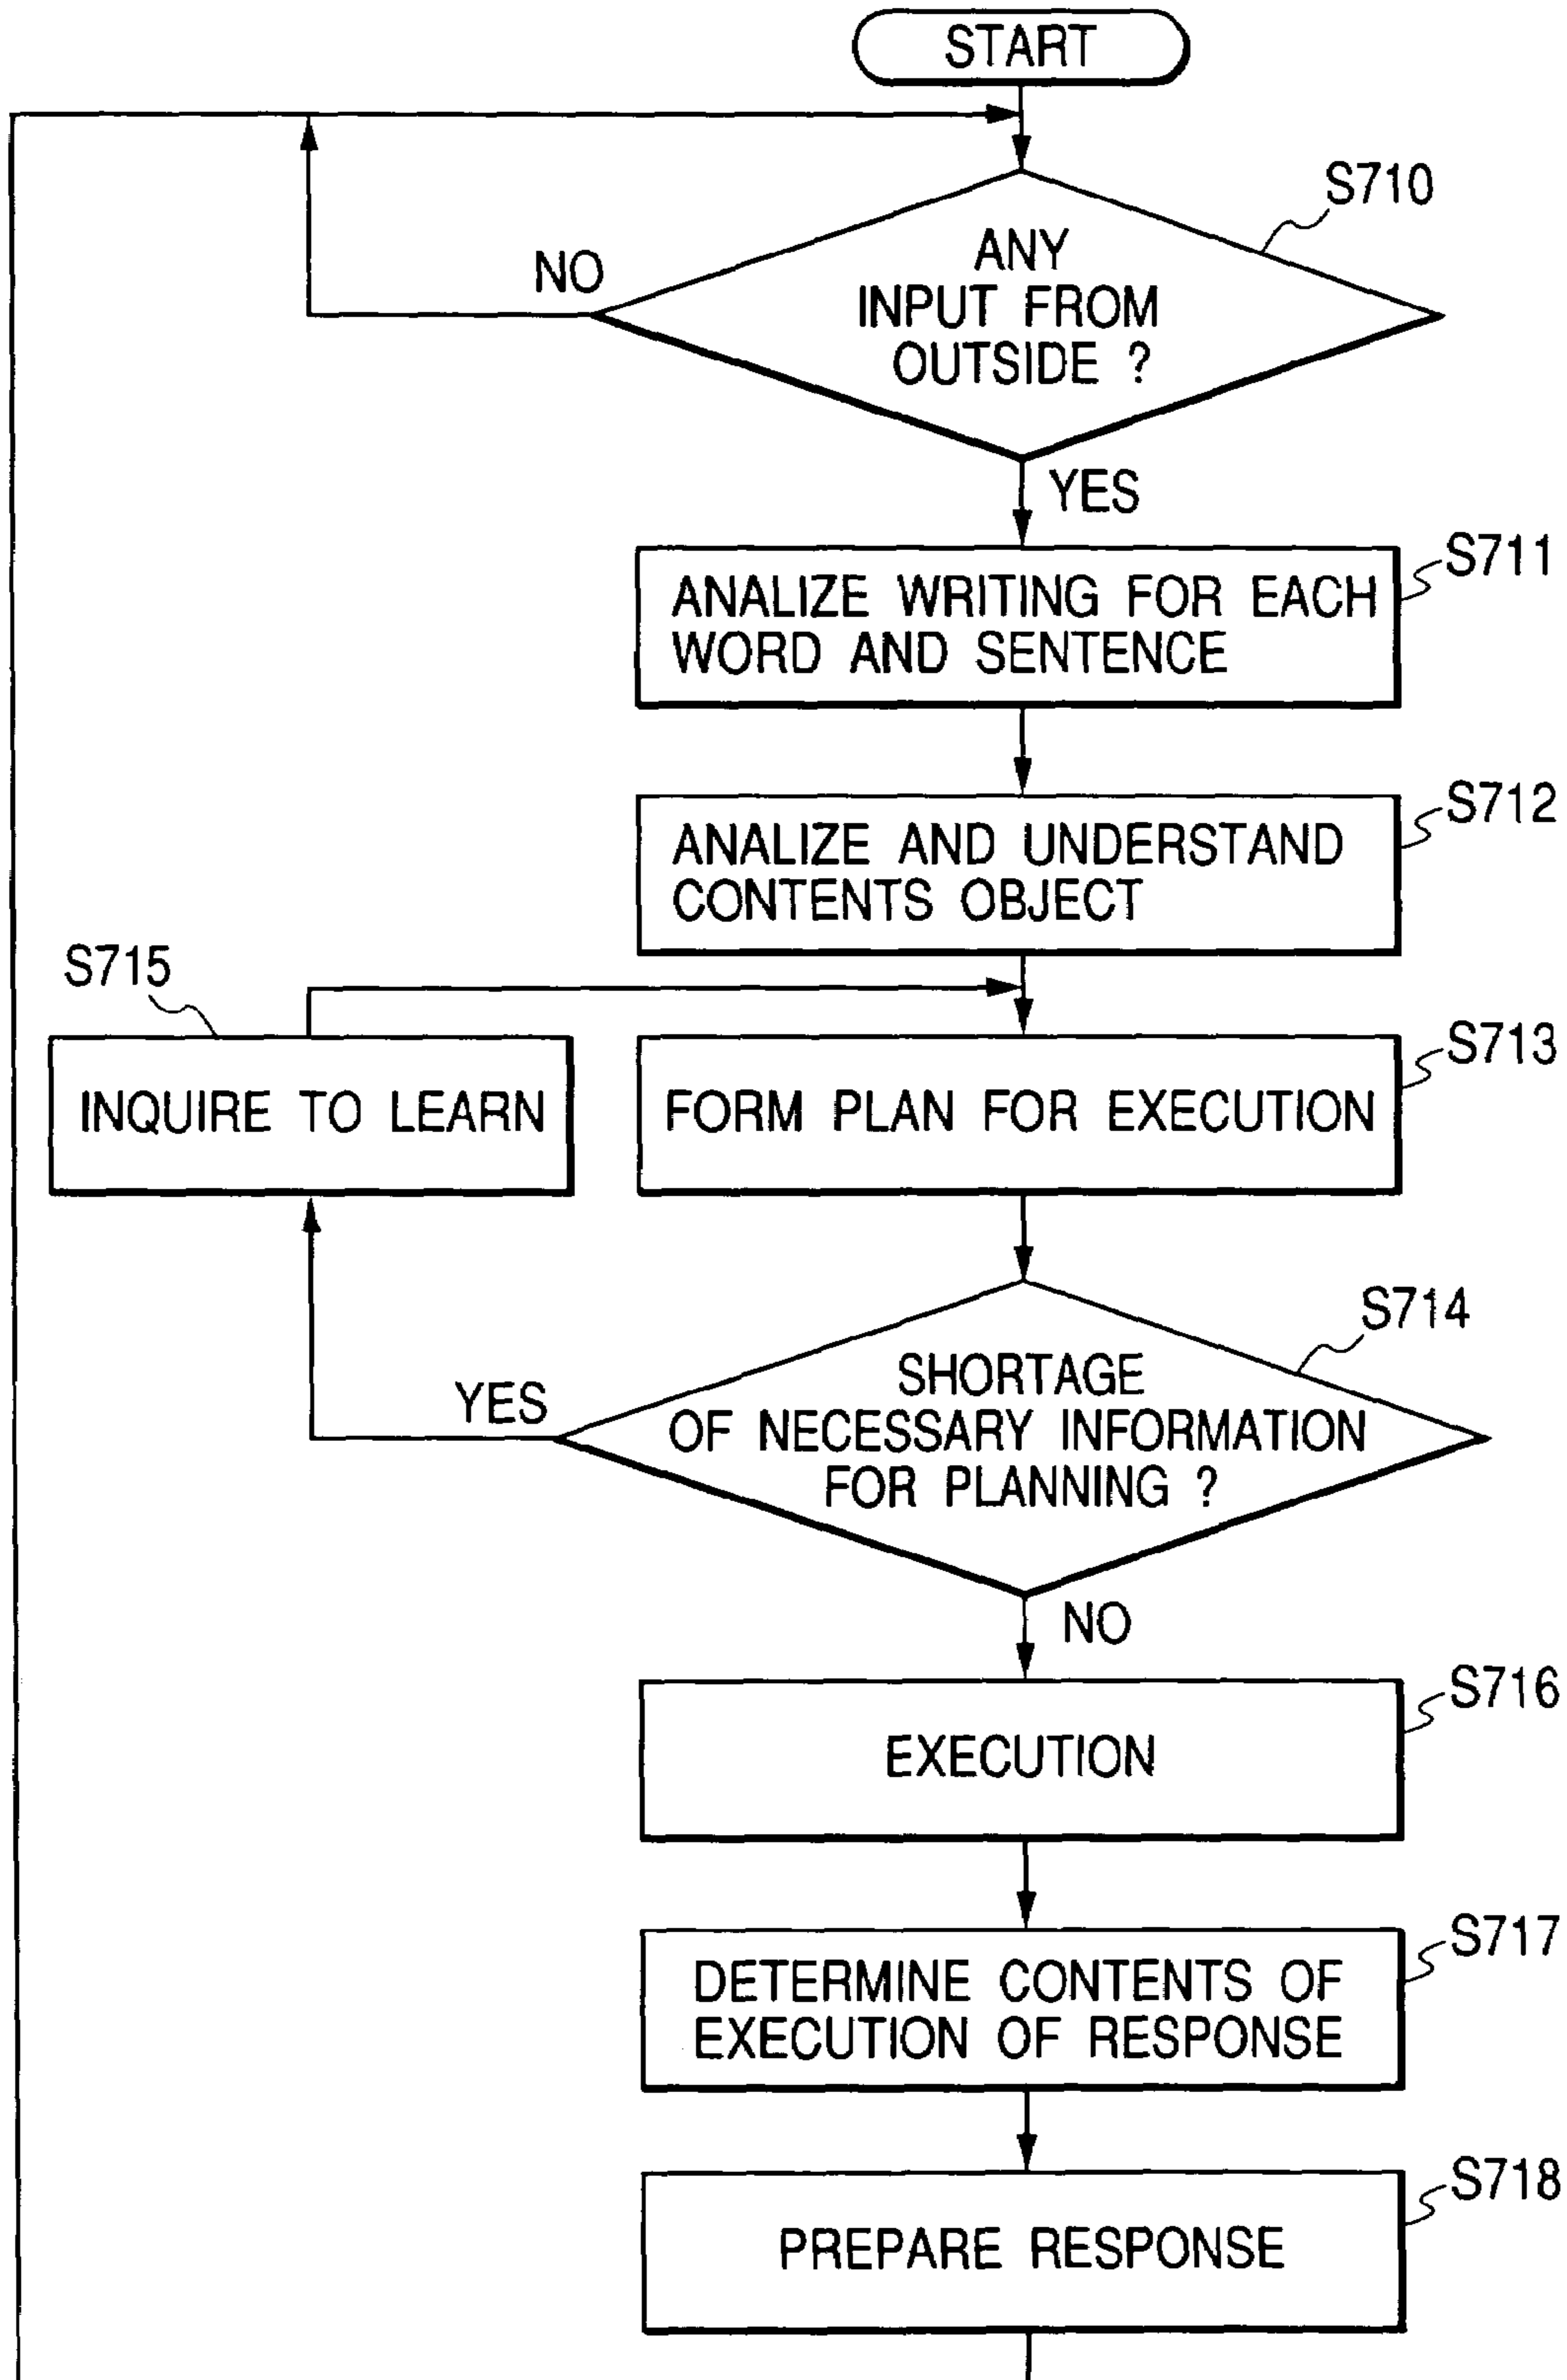 START
S710
ANY
INPUT FROM
OUTSIDE ?
NO
YES
S711
ANALIZE WRITING FOR EACH
WORD AND SENTENCE
S712
ANALIZE AND UNDERSTAND
CONTENTS OBJECT
S715
INQUIRE TO LEARN
S713
FORM PLAN FOR EXECUTION
S714
SHORTAGE
OF NECESSARY INFORMATION
FOR PLANNING ?
YES
NO
S716
EXECUTION
S717
DETERMINE CONTENTS OF
EXECUTION OF RESPONSE
S718
PREPARE RESPONSE